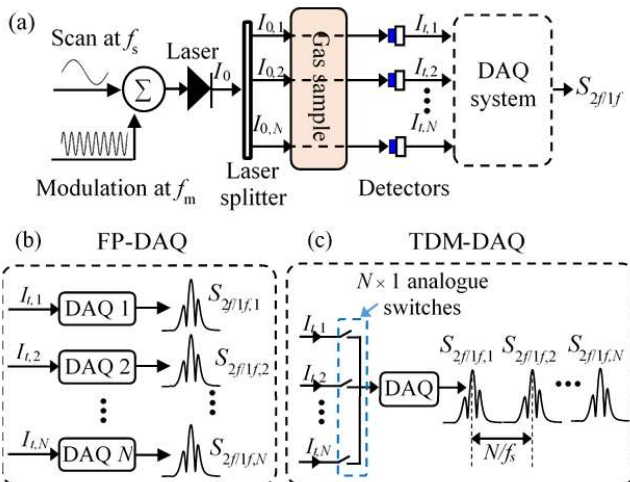 (a)
Scan at fs
Laser
I0
Σ
Modulation at fm
Laser
splitter
I0,1
I0,2
I0,N
Gas sample
Detectors
It,1
It,2
It,N
DAQ
system
S2f/1f
(b)
FP-DAQ
It,1
DAQ 1
S2f/1f,1
It,2
DAQ 2
S2f/1f,2
It,N
DAQ N
S2f/1f,N
(c)
TDM-DAQ
N × 1 analogue
switches
It,1
It,2
It,N
DAQ
S2f/1f,1 S2f/1f,2 S2f/1f,N
N/fs